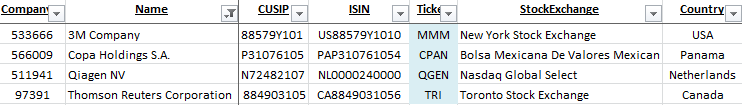 Company Name CUSIP ISIN Ticke StockExchange Country
533666 3M Company 88579Y101 US88579Y1010 MMM New York Stock Exchange USA
566009 Copa Holdings S.A. P31076105 PAP310761054 CPAN Bolsa Mexicana De Valores Mexican Panama
511941 Qiagen NV N72482107 NL0000240000 QGEN Nasdaq Global Select Netherlands
97391 Thomson Reuters Corporation 884903105 CA8849031056 TRI Toronto Stock Exchange Canada